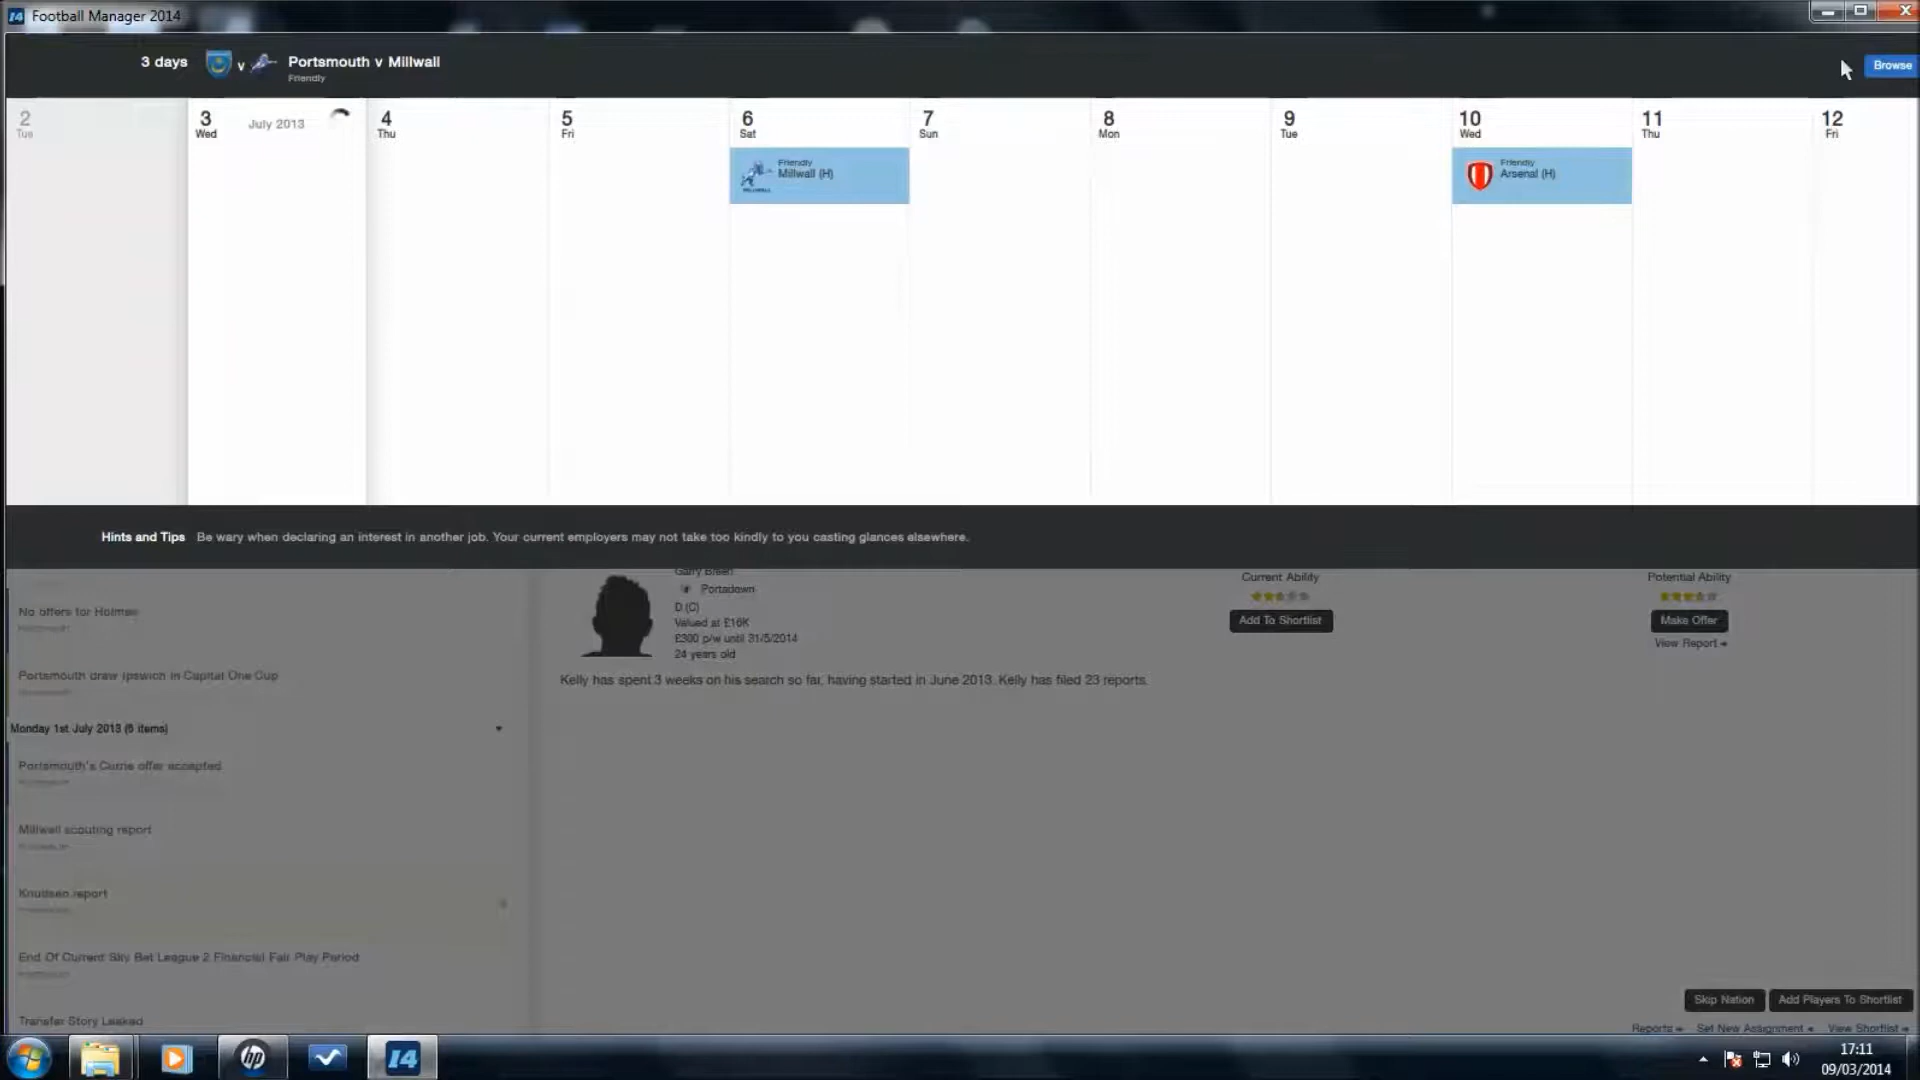 Football Manager 2014
3 days v Portsmouth v Millwall
Friendly
Browse
2 Tue
3 Wed July 2013
4 Thu
5 Fri
6 Sat
7 Sun
8 Mon
9 Tue
10 Wed
11 Thu
12 Fri
Friendly
Millwall (H)
Friendly
Arsenal (H)
Hints and Tips Be wary when declaring an interest in another job. Your current employers may not take too kindly to you casting glances elsewhere.
No offers for Holmes
Portsmouth draw Ipswich in Capital One Cup
Monday 1st July 2013 (6 items)
Portsmouth's Currie offer accepted
Millwall scouting report
Knudsen report
End Of Current Sky Bet League 2 Financial Fair Play Period
Transfer Story Leaked
Garry Breen
Portadown
D (C)
Valued at £16K
£300 p/w until 31/5/2014
24 years old
Current Ability
Add To Shortlist
Potential Ability
Make Offer
View Report
Kelly has spent 3 weeks on his search so far, having started in June 2013. Kelly has filed 23 reports.
Skip Nation Add Players To Shortlist
Reports Set New Assignment View Shortlist
hp
14
17:11
09/03/2014